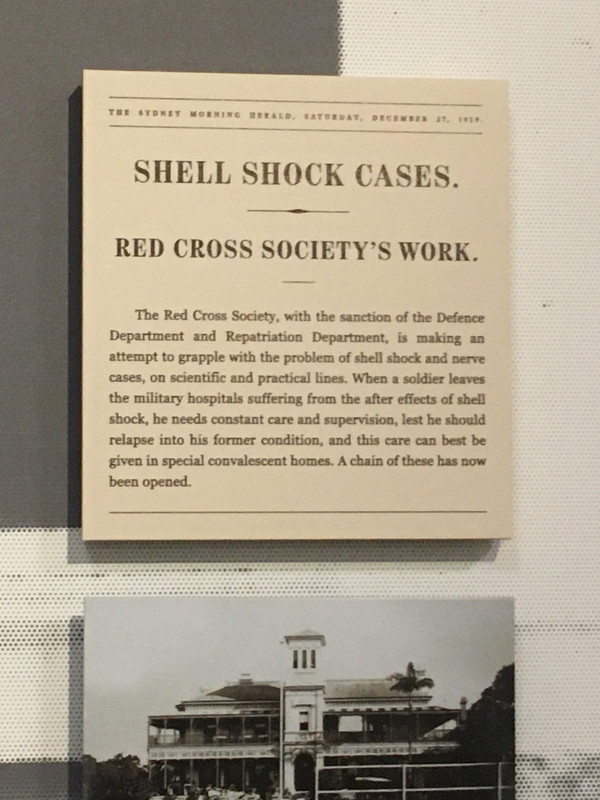 THE SYDNEY MORNING HERALD, SATURDAY, DECEMBER 27, 1919.
SHELL SHOCK CASES.
RED CROSS SOCIETY'S WORK.
The Red Cross Society, with the sanction of the Defence
Department and Repatriation Department, is making an
attempt to grapple with the problem of shell shock and nerve
cases, on scientific and practical lines. When a soldier leaves
the military hospitals suffering from the after effects of shell
shock, he needs constant care and supervision, lest he should
relapse into his former condition, and this care can best be
given in special convalescent homes. A chain of these has now
been opened.